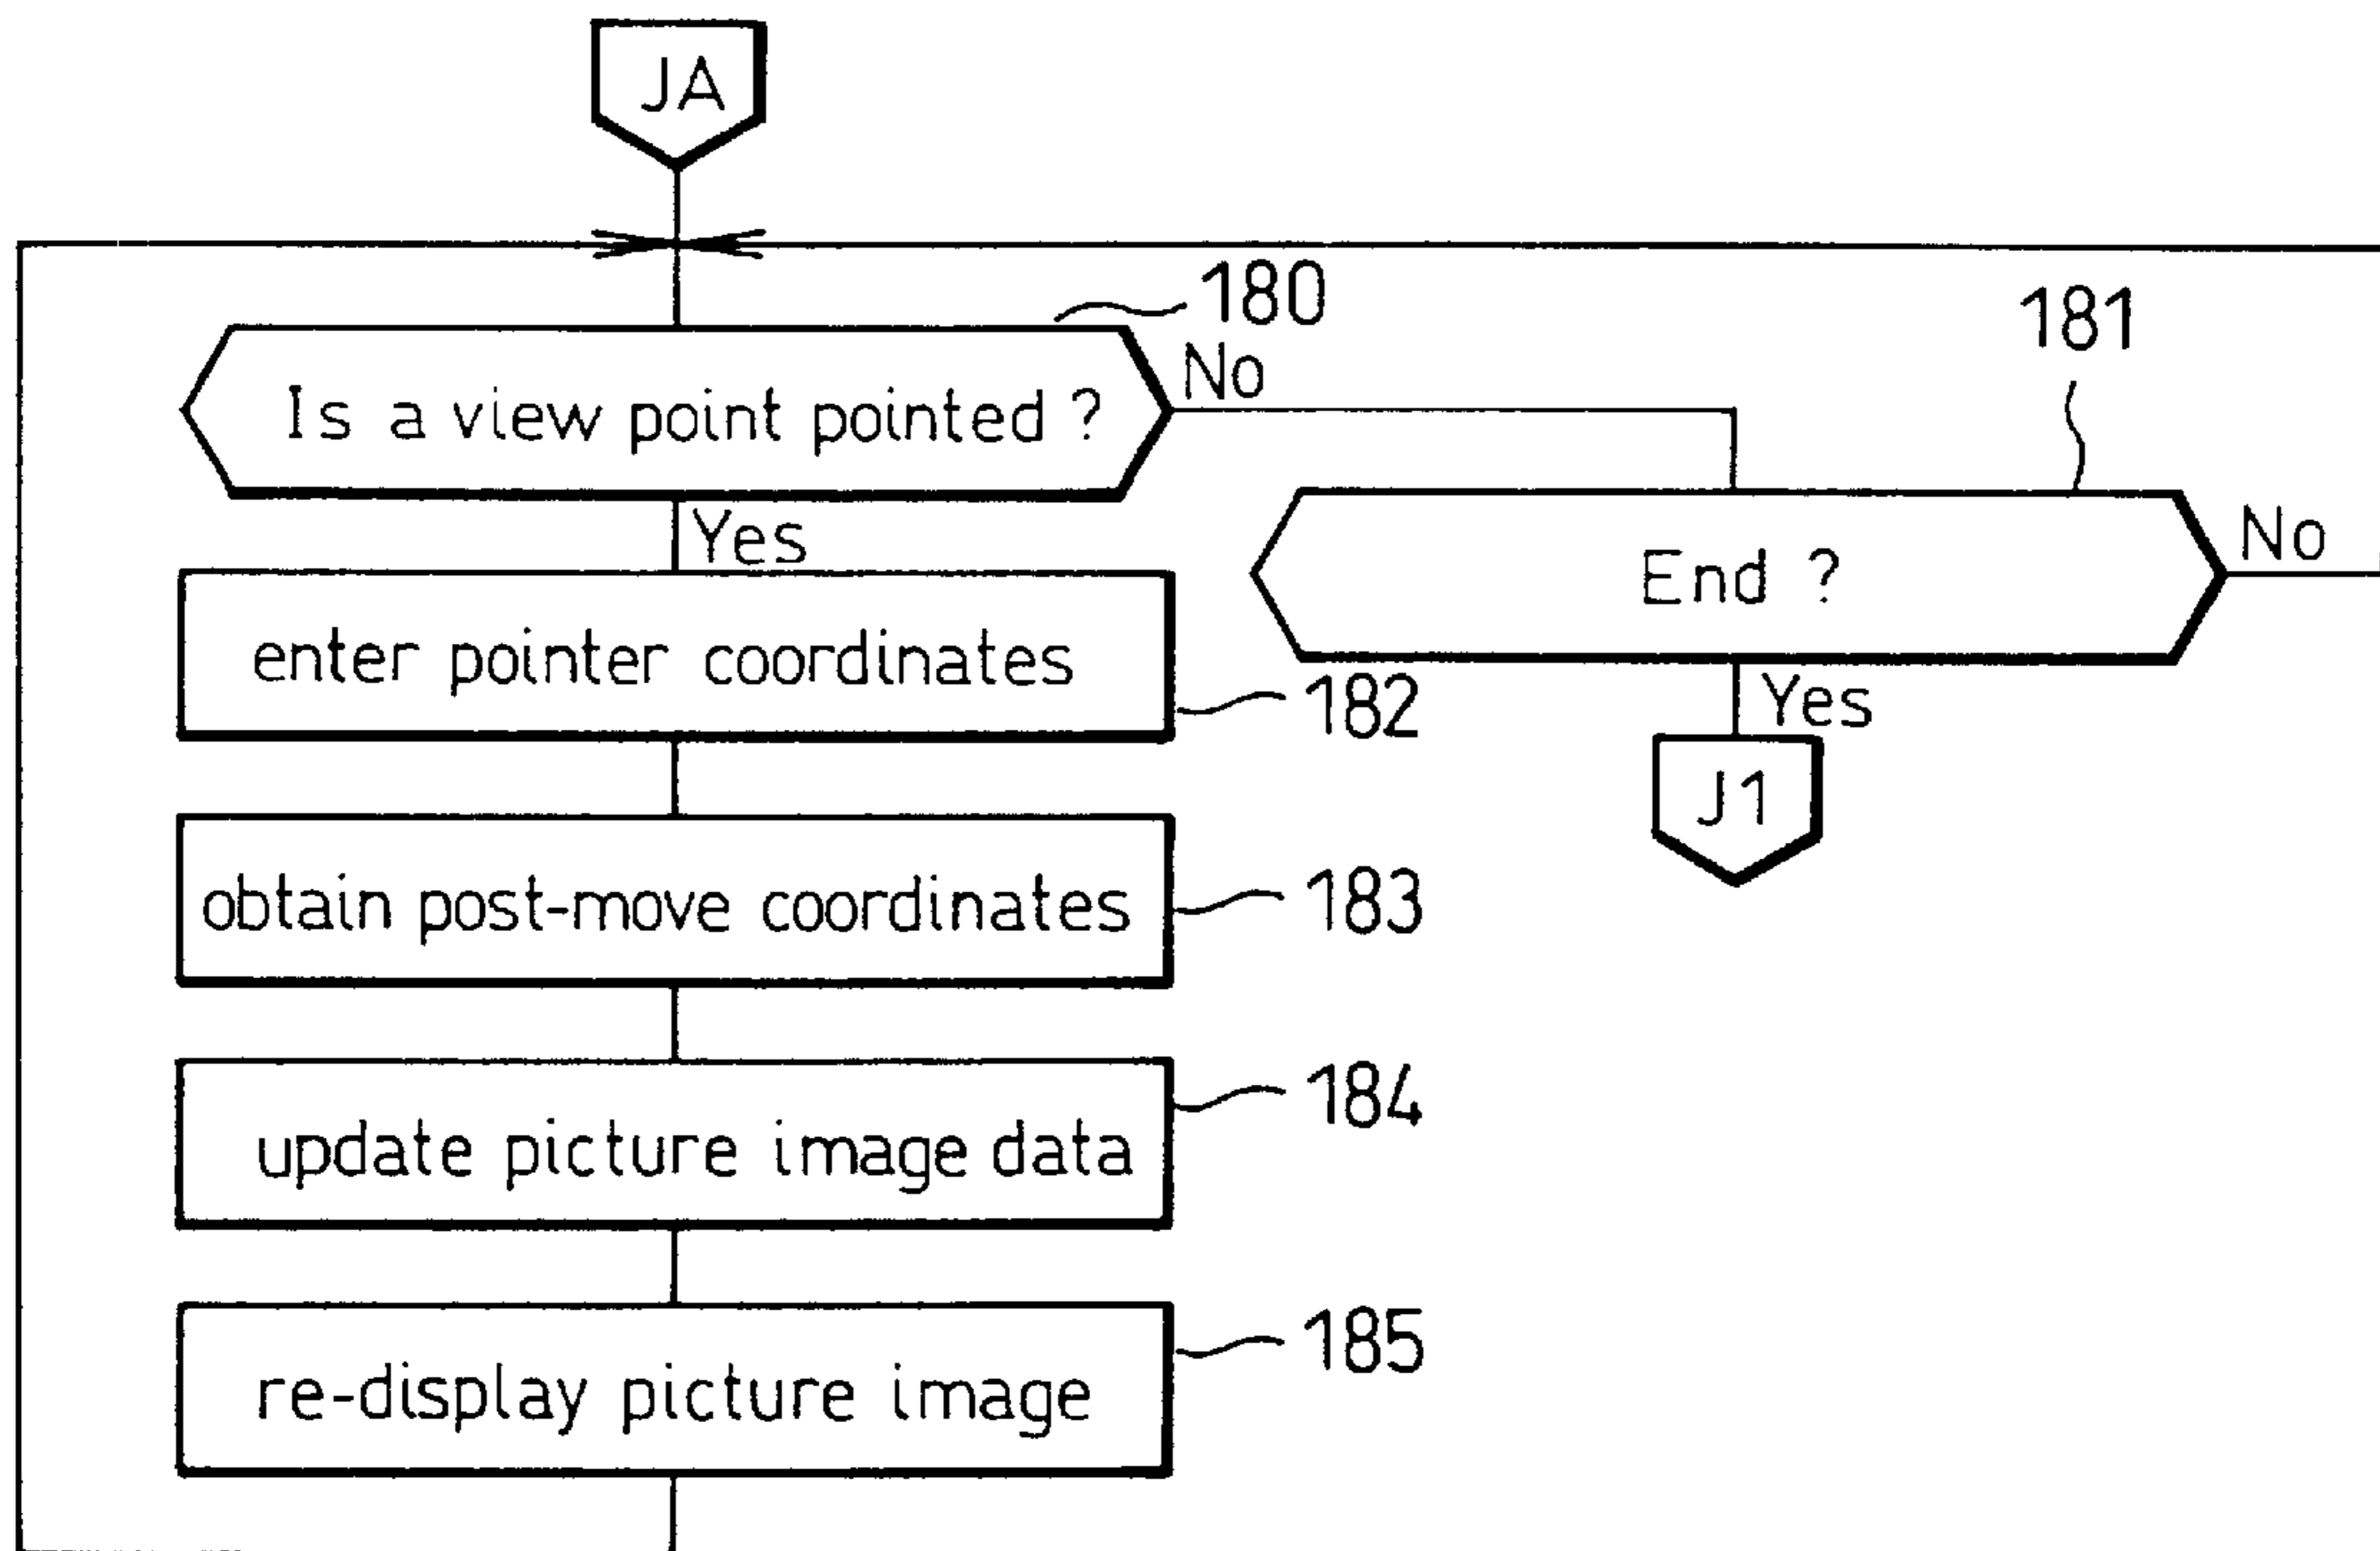 JA
180
181
Is a view point pointed ?
No
Yes
End ?
No
enter pointer coordinates
182
Yes
J1
obtain post-move coordinates
183
update picture image data
184
re-display picture image
185